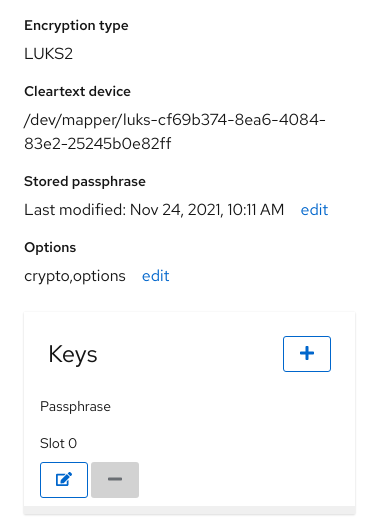 Encryption type
LUKS2
Cleartext device
/dev/mapper/luks-cf69b374-8ea6-4084-
83e2-25245b0e82ff
Stored passphrase
Last modified: Nov 24, 2021, 10:11 AM edit
Options
crypto,options edit
Keys
Passphrase
Slot 0